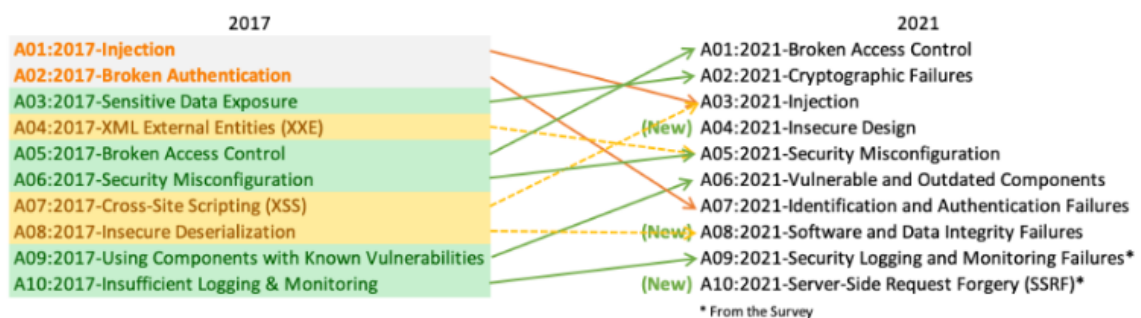 2017
A01:2017-Injection
A02:2017-Broken Authentication
A03:2017-Sensitive Data Exposure
A04:2017-XML External Entities (XXE)
A05:2017-Broken Access Control
A06:2017-Security Misconfiguration
A07:2017-Cross-Site Scripting (XSS)
A08:2017-Insecure Deserialization
A09:2017-Using Components with Known Vulnerabilities
A10:2017-Insufficient Logging & Monitoring
2021
A01:2021-Broken Access Control
A02:2021-Cryptographic Failures
A03:2021-Injection
(New) A04:2021-Insecure Design
A05:2021-Security Misconfiguration
A06:2021-Vulnerable and Outdated Components
A07:2021-Identification and Authentication Failures
(New) A08:2021-Software and Data Integrity Failures
A09:2021-Security Logging and Monitoring Failures*
(New) A10:2021-Server-Side Request Forgery (SSRF)*
* From the Survey